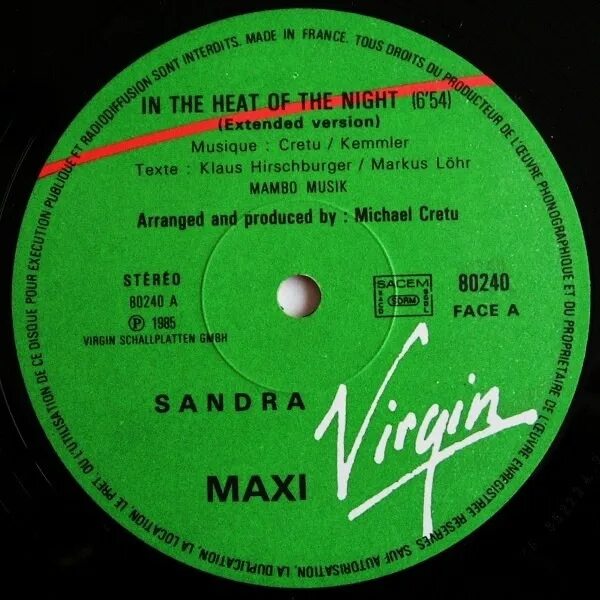 IN THE HEAT OF THE NIGHT (6'54)
(Extended version)
Musique : Cretu / Kemmler
Texte : Klaus Hirschburger / Markus Löhr
MAMBO MUSIK
Arranged and produced by : Michael Cretu
STÉRÉO
80240 A
Ⓟ 1985
VIRGIN SCHALLPLATTEN GMBH
SACEM
SACD
SDRM
SGDL
80240
FACE A
SANDRA
Virgin
MAXI
MADE IN FRANCE. TOUS DROITS DU PRODUCTEUR DE L'ŒUVRE PHONOGRAPHIQUE ET DU PROPRIETAIRE DE L'ŒUVRE ENREGISTREE RESERVES SAUF AUTORISATION, LA DUPLICATION, LA LOCATION, LE PRET, OU L'UTILISATION DE CE DISQUE POUR EXECUTION PUBLIQUE ET RADIODIFFUSION SONT INTERDITS.